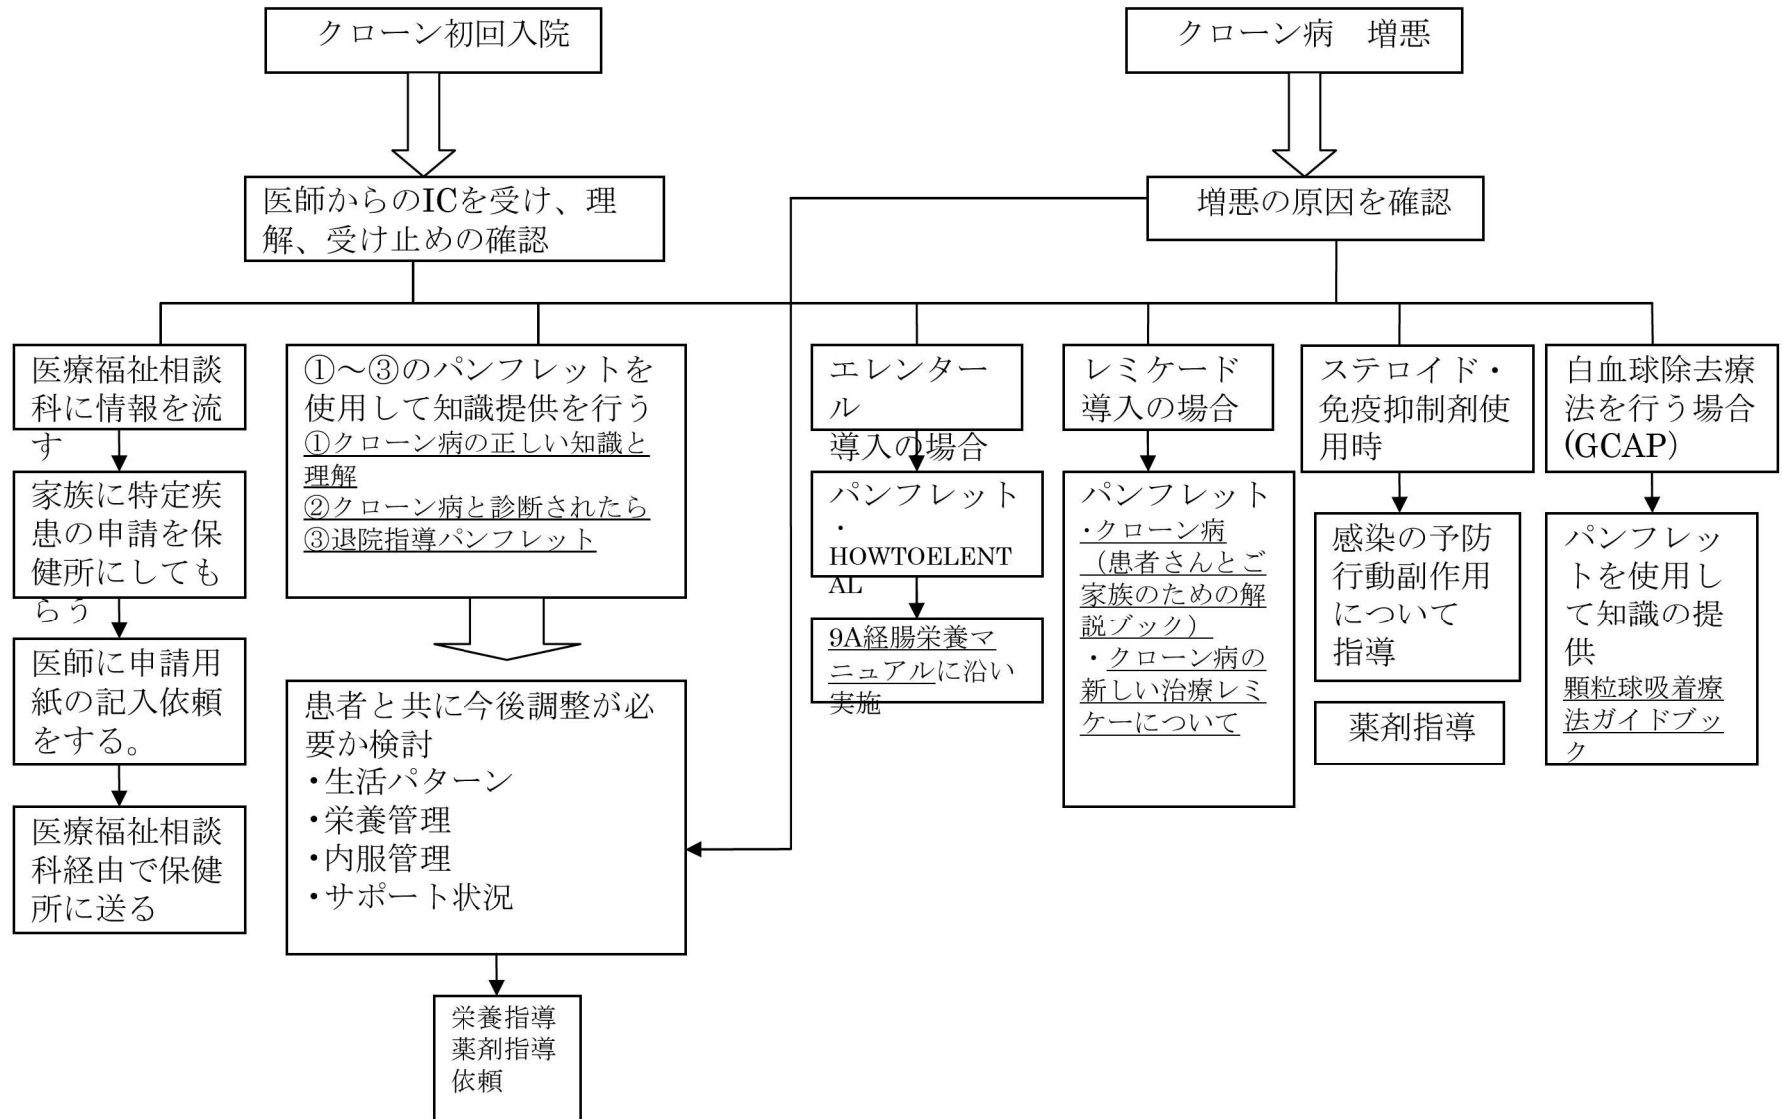 クローン初回入院
クローン病　増悪
医師からのICを受け、理
解、受け止めの確認
増悪の原因を確認
医療福祉相談
科に情報を流
す
家族に特定疾
患の申請を保
健所にしても
らう
医師に申請用
紙の記入依頼
をする。
医療福祉相談
科経由で保健
所に送る
①～③のパンフレットを
使用して知識提供を行う
①クローン病の正しい知識と
理解
②クローン病と診断されたら
③退院指導パンフレット
患者と共に今後調整が必
要か検討
・生活パターン
・栄養管理
・内服管理
・サポート状況
栄養指導
薬剤指導
依頼
エレンター
ル
導入の場合
パンフレット
・
HOWTOELENT
AL
9A経腸栄養マ
ニュアルに沿い
実施
レミケード
導入の場合
パンフレット
・クローン病
（患者さんとご
家族のための解
説ブック）
・クローン病の
新しい治療レミ
ケーについて
ステロイド・
免疫抑制剤使
用時
感染の予防
行動副作用
について
指導
薬剤指導
白血球除去療
法を行う場合
(GCAP)
パンフレッ
トを使用し
て知識の提
供
顆粒球吸着療
法ガイドブッ
ク